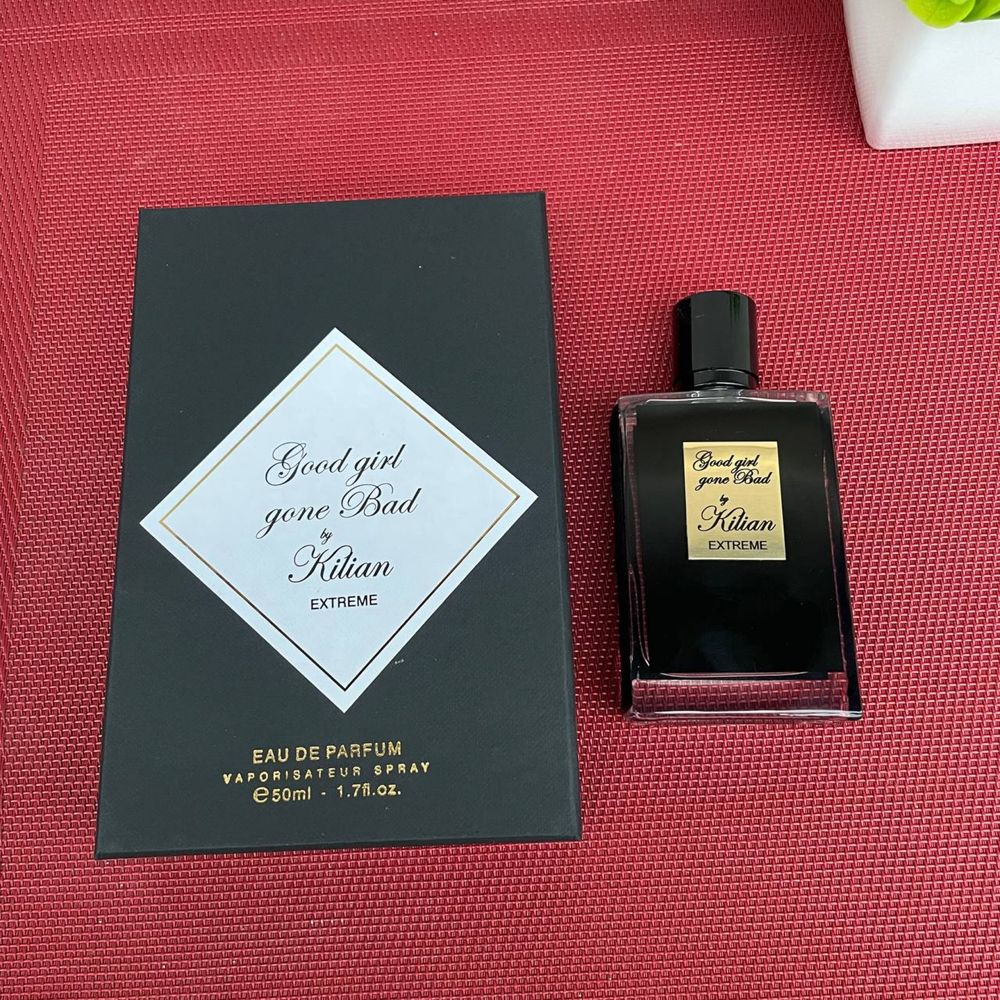 Good girl
gone Bad
by
Kilian
EXTREME
EAU DE PARFUM
VAPORISATEUR SPRAY
℮50ml - 1.7fl.oz.
Good girl
gone Bad
by
Kilian
EXTREME